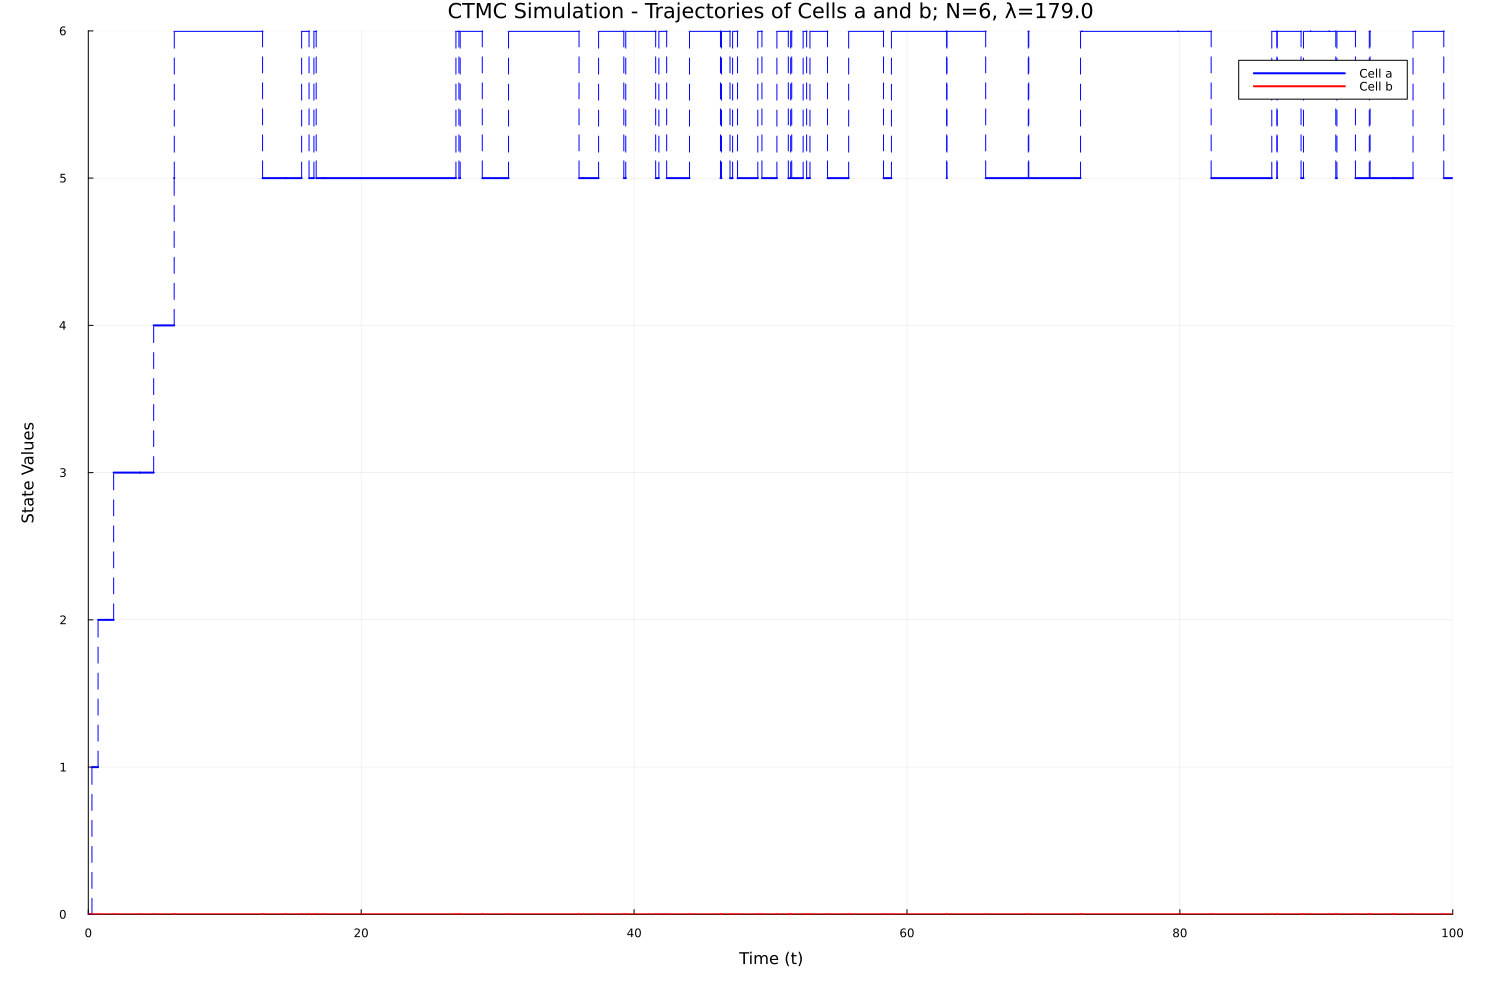 CTMC Simulation - Trajectories of Cells a and b; N=6, λ=179.0
6
Cell a
Cell b
5
4
State Values
3
2
1
0
0 20 40 60 80 100
Time (t)